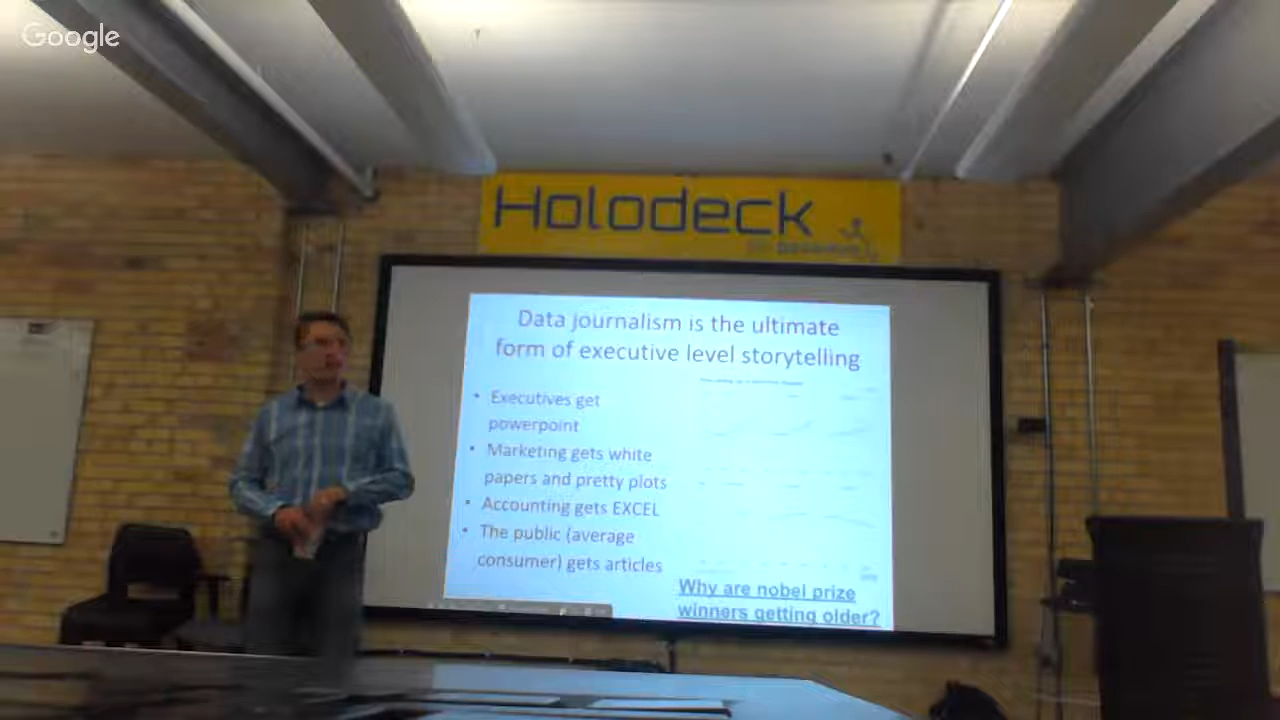 Google
Holodeck
Data journalism is the ultimate
form of executive level storytelling
• Executives get
powerpoint
• Marketing gets white
papers and pretty plots
• Accounting gets EXCEL
• The public (average
consumer) gets articles
Why are nobel prize
winners getting older?